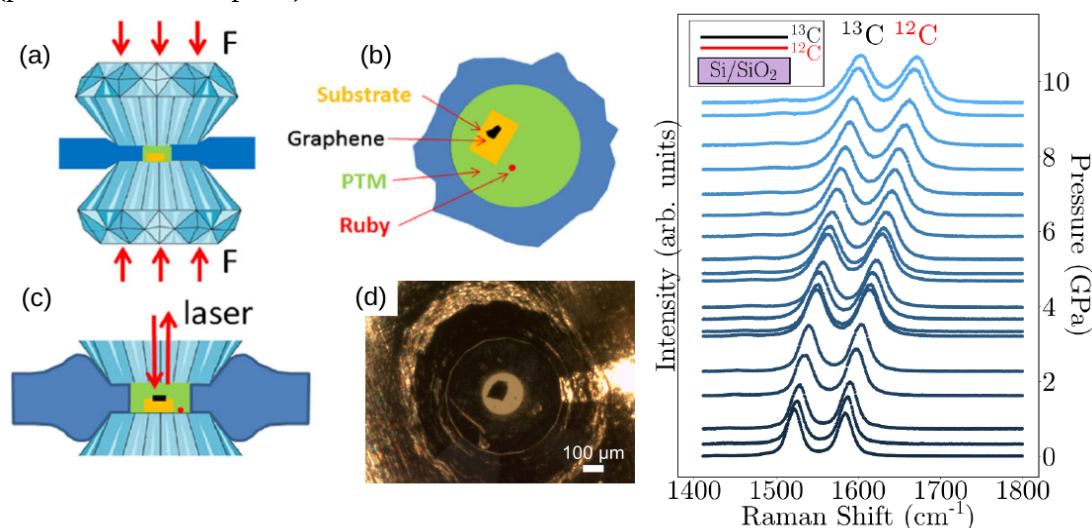 (a)
F
F
(b)
Substrate
Graphene
PTM
Ruby
(c)
laser
(d)
100 μm
¹³C
¹²C
Si/SiO₂
¹³C ¹²C
Intensity (arb. units)
Pressure (GPa)
10
8
6
4
2
0
1400 1500 1600 1700 1800
Raman Shift (cm⁻¹)